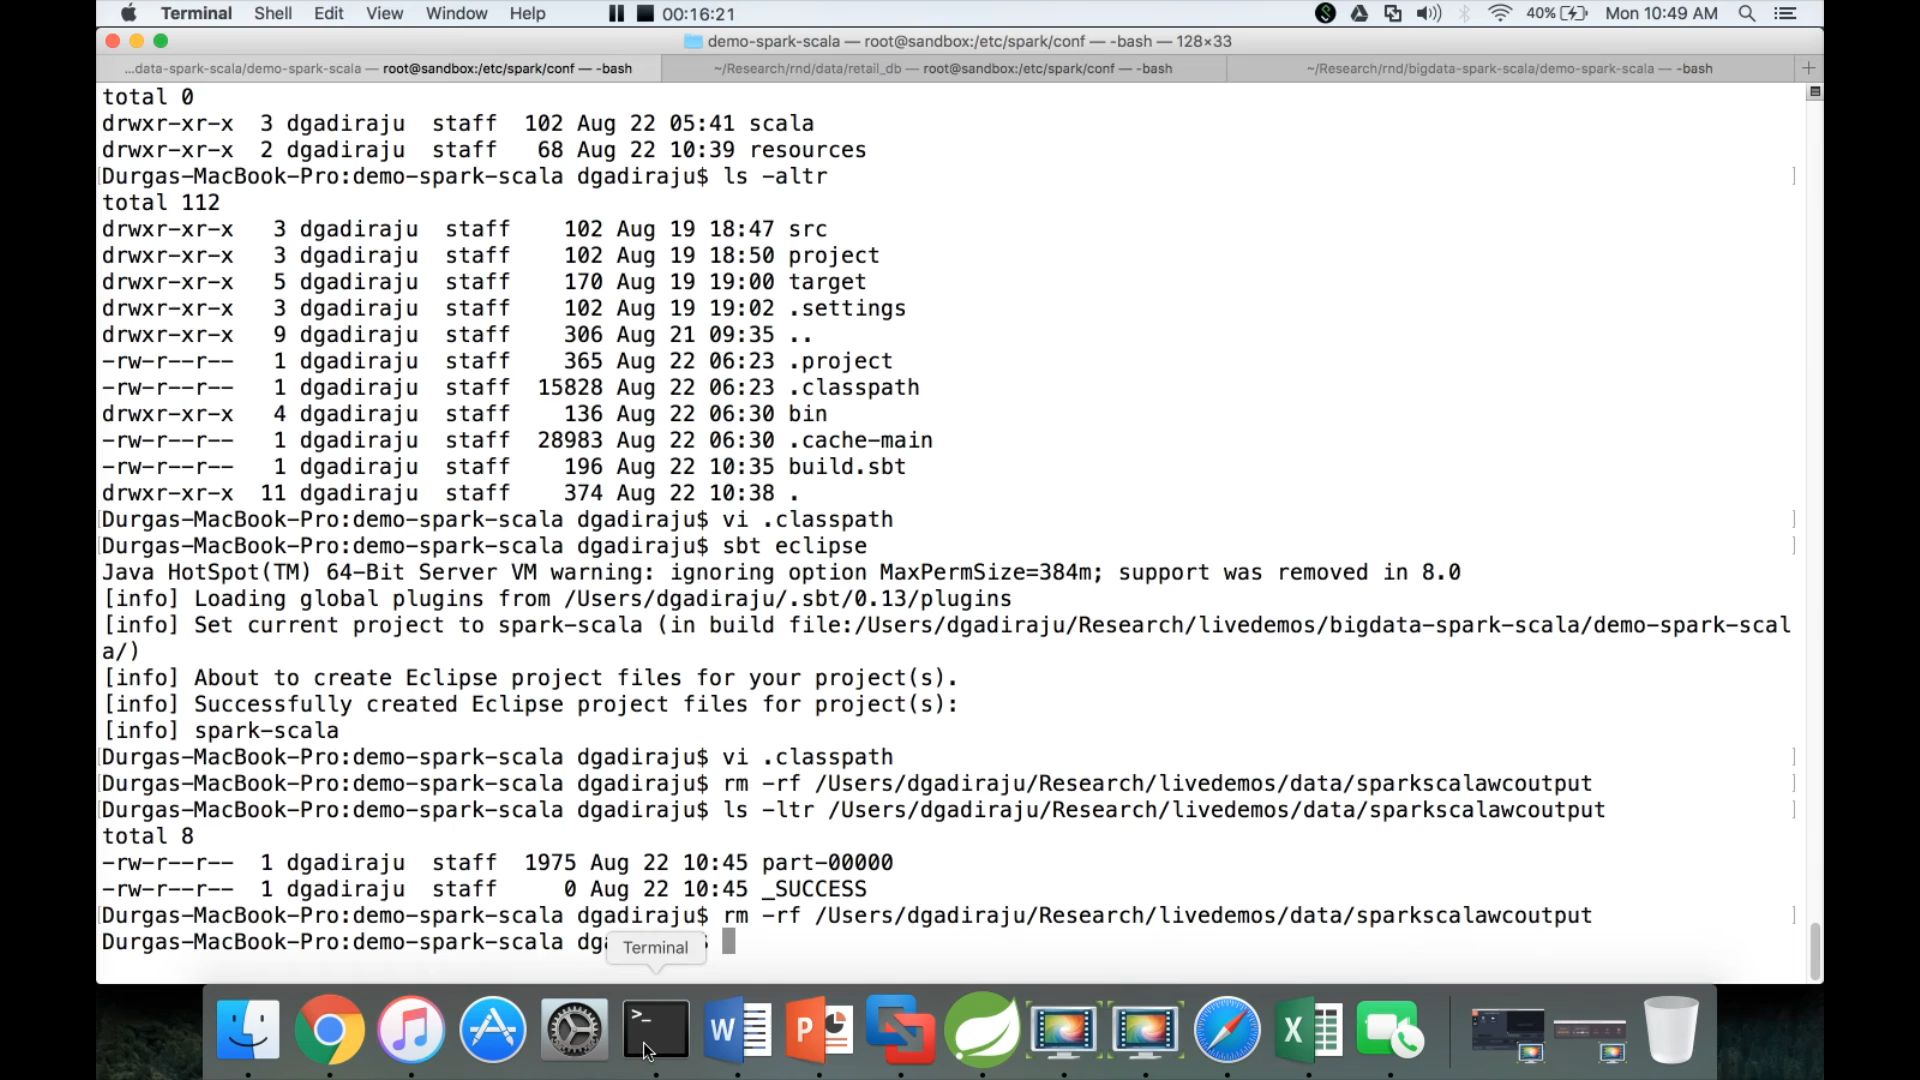 Terminal Shell Edit View Window Help 00:16:21 40% Mon 10:49 AM
demo-spark-scala — root@sandbox:/etc/spark/conf — -bash — 128×33
...data-spark-scala/demo-spark-scala — root@sandbox:/etc/spark/conf — -bash ~/Research/rnd/data/retail_db — root@sandbox:/etc/spark/conf — -bash ~/Research/rnd/bigdata-spark-scala/demo-spark-scala — -bash
total 0
drwxr-xr-x 3 dgadiraju staff 102 Aug 22 05:41 scala
drwxr-xr-x 2 dgadiraju staff 68 Aug 22 10:39 resources
Durgas-MacBook-Pro:demo-spark-scala dgadiraju$ ls -altr
total 112
drwxr-xr-x 3 dgadiraju staff 102 Aug 19 18:47 src
drwxr-xr-x 3 dgadiraju staff 102 Aug 19 18:50 project
drwxr-xr-x 5 dgadiraju staff 170 Aug 19 19:00 target
drwxr-xr-x 3 dgadiraju staff 102 Aug 19 19:02 .settings
drwxr-xr-x 9 dgadiraju staff 306 Aug 21 09:35 ..
-rw-r--r-- 1 dgadiraju staff 365 Aug 22 06:23 .project
-rw-r--r-- 1 dgadiraju staff 15828 Aug 22 06:23 .classpath
drwxr-xr-x 4 dgadiraju staff 136 Aug 22 06:30 bin
-rw-r--r-- 1 dgadiraju staff 28983 Aug 22 06:30 .cache-main
-rw-r--r-- 1 dgadiraju staff 196 Aug 22 10:35 build.sbt
drwxr-xr-x 11 dgadiraju staff 374 Aug 22 10:38 .
Durgas-MacBook-Pro:demo-spark-scala dgadiraju$ vi .classpath
Durgas-MacBook-Pro:demo-spark-scala dgadiraju$ sbt eclipse
Java HotSpot(TM) 64-Bit Server VM warning: ignoring option MaxPermSize=384m; support was removed in 8.0
[info] Loading global plugins from /Users/dgadiraju/.sbt/0.13/plugins
[info] Set current project to spark-scala (in build file:/Users/dgadiraju/Research/livedemos/bigdata-spark-scala/demo-spark-scal
a/)
[info] About to create Eclipse project files for your project(s).
[info] Successfully created Eclipse project files for project(s):
[info] spark-scala
Durgas-MacBook-Pro:demo-spark-scala dgadiraju$ vi .classpath
Durgas-MacBook-Pro:demo-spark-scala dgadiraju$ rm -rf /Users/dgadiraju/Research/livedemos/data/sparkscalawcoutput
Durgas-MacBook-Pro:demo-spark-scala dgadiraju$ ls -ltr /Users/dgadiraju/Research/livedemos/data/sparkscalawcoutput
total 8
-rw-r--r-- 1 dgadiraju staff 1975 Aug 22 10:45 part-00000
-rw-r--r-- 1 dgadiraju staff 0 Aug 22 10:45 _SUCCESS
Durgas-MacBook-Pro:demo-spark-scala dgadiraju$ rm -rf /Users/dgadiraju/Research/livedemos/data/sparkscalawcoutput
Durgas-MacBook-Pro:demo-spark-scala dga
Terminal